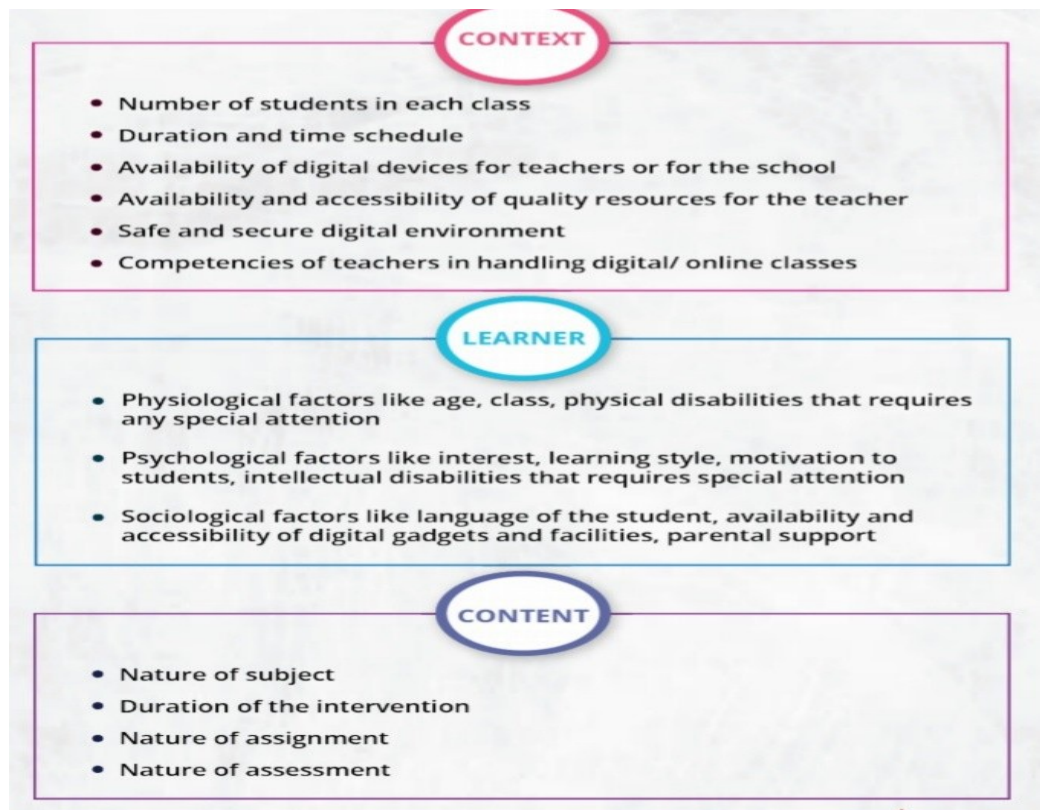 CONTEXT
• Number of students in each class
• Duration and time schedule
• Availability of digital devices for teachers or for the school
• Availability and accessibility of quality resources for the teacher
• Safe and secure digital environment
• Competencies of teachers in handling digital/ online classes
LEARNER
• Physiological factors like age, class, physical disabilities that requires
any special attention
• Psychological factors like interest, learning style, motivation to
students, intellectual disabilities that requires special attention
• Sociological factors like language of the student, availability and
accessibility of digital gadgets and facilities, parental support
CONTENT
• Nature of subject
• Duration of the intervention
• Nature of assignment
• Nature of assessment